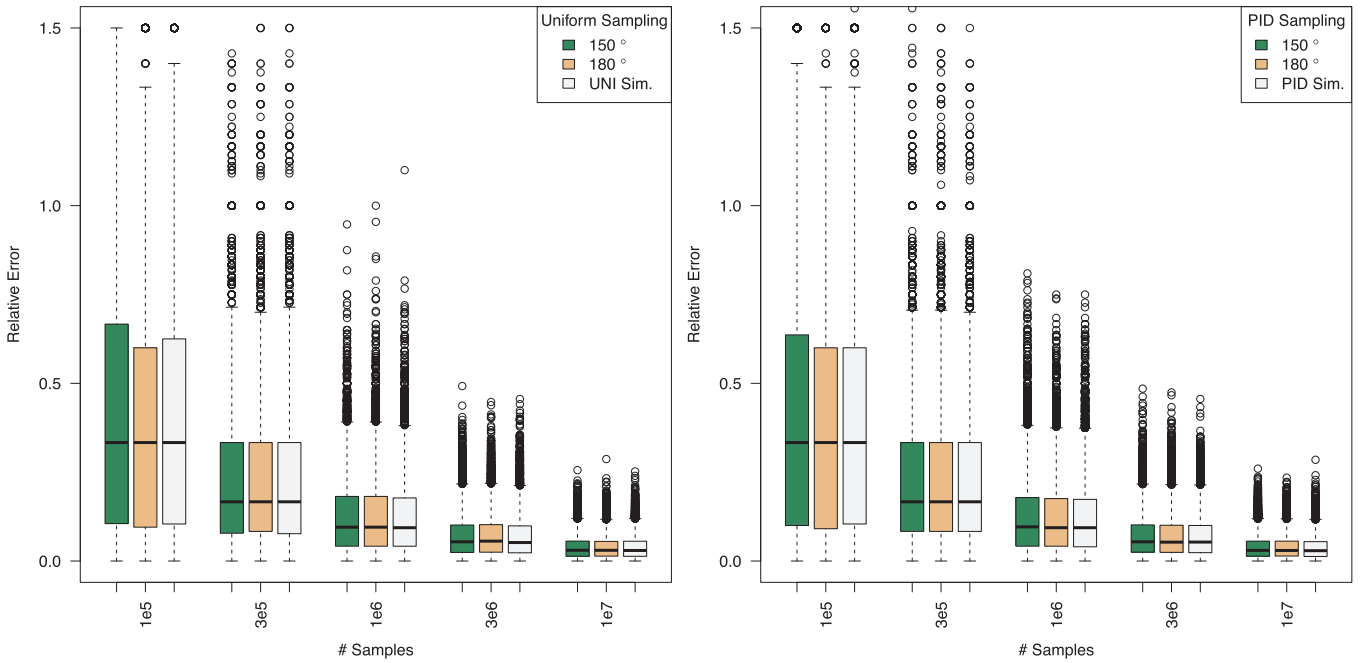 Uniform Sampling
150 °
180 °
UNI Sim.
Relative Error
1.5
1.0
0.5
0.0
1e5
3e5
1e6
3e6
1e7
# Samples
PID Sampling
150 °
180 °
PID Sim.
Relative Error
1.5
1.0
0.5
0.0
1e5
3e5
1e6
3e6
1e7
# Samples